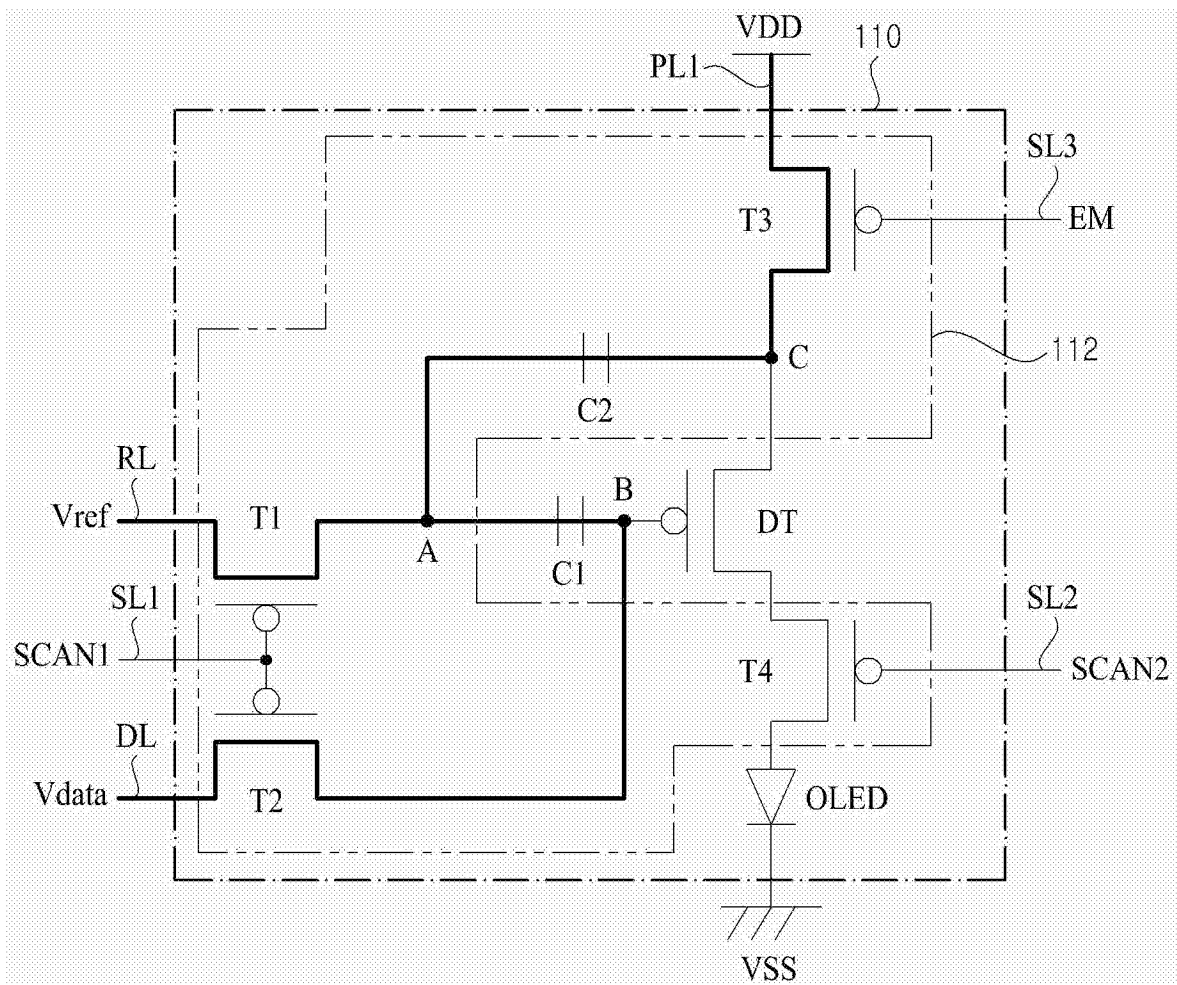 VDD
110
PL1
SL3
T3
EM
C
112
C2
RL
B
Vref
T1
DT
A
C1
SL1
SL2
SCAN1
T4
SCAN2
DL
Vdata
T2
OLED
VSS